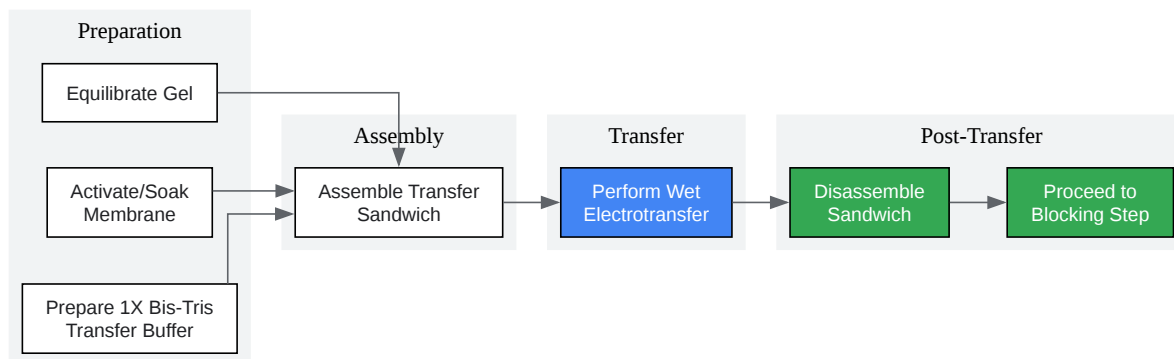 Preparation
Equilibrate Gel
Activate/Soak
Membrane
Prepare 1X Bis-Tris
Transfer Buffer
Assembly
Assemble Transfer
Sandwich
Transfer
Perform Wet
Electrotransfer
Post-Transfer
Disassemble
Sandwich
Proceed to
Blocking Step